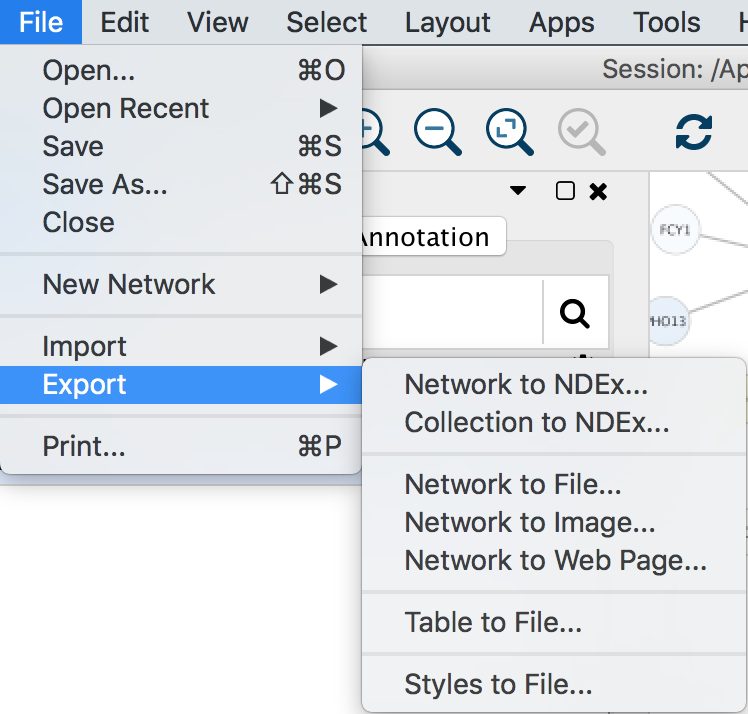 File Edit View Select Layout Apps Tools
Open... ⌘O
Session: /Ap
Open Recent ▶
Save ⌘S
Save As... ⇧⌘S
Close
Annotation
FCY1
New Network ▶
HO13
Import ▶
Export ▶
Network to NDEx...
Collection to NDEx...
Print... ⌘P
Network to File...
Network to Image...
Network to Web Page...
Table to File...
Styles to File...